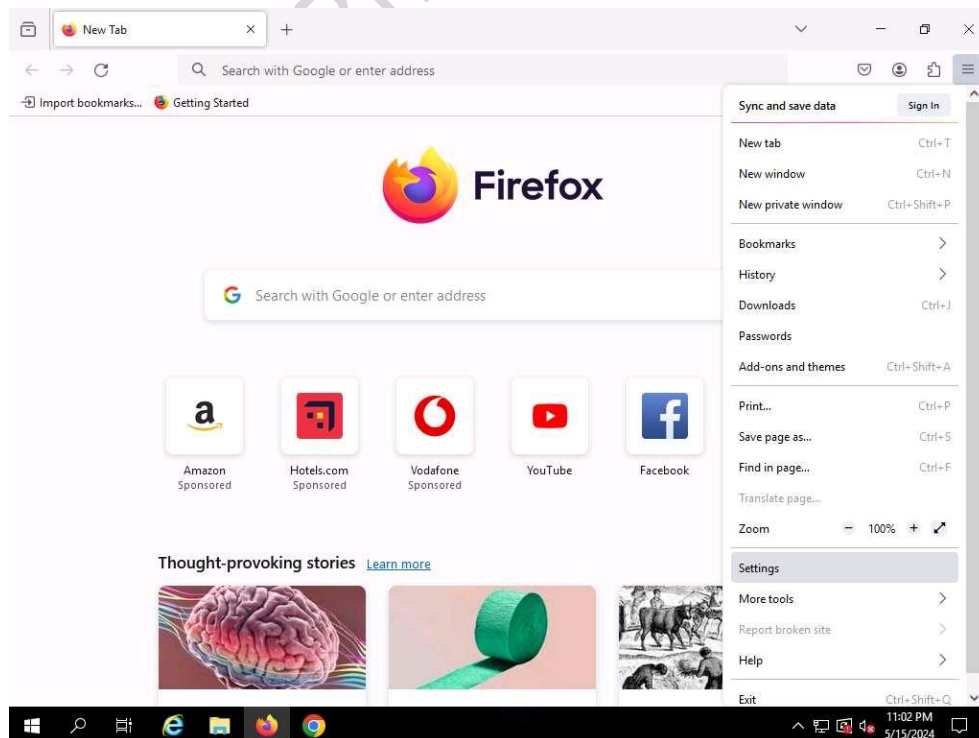 New Tab
Search with Google or enter address
Import bookmarks...
Getting Started
Firefox
Search with Google or enter address
a
Amazon
Sponsored
Hotels.com
Sponsored
Vodafone
Sponsored
YouTube
f
Facebook
Thought-provoking stories Learn more
Sync and save data Sign In
New tab Ctrl+T
New window Ctrl+N
New private window Ctrl+Shift+P
Bookmarks
History
Downloads Ctrl+J
Passwords
Add-ons and themes Ctrl+Shift+A
Print... Ctrl+P
Save page as... Ctrl+S
Find in page... Ctrl+F
Translate page...
Zoom − 100% +
Settings
More tools
Report broken site
Help
Exit Ctrl+Shift+Q
11:02 PM
5/15/2024